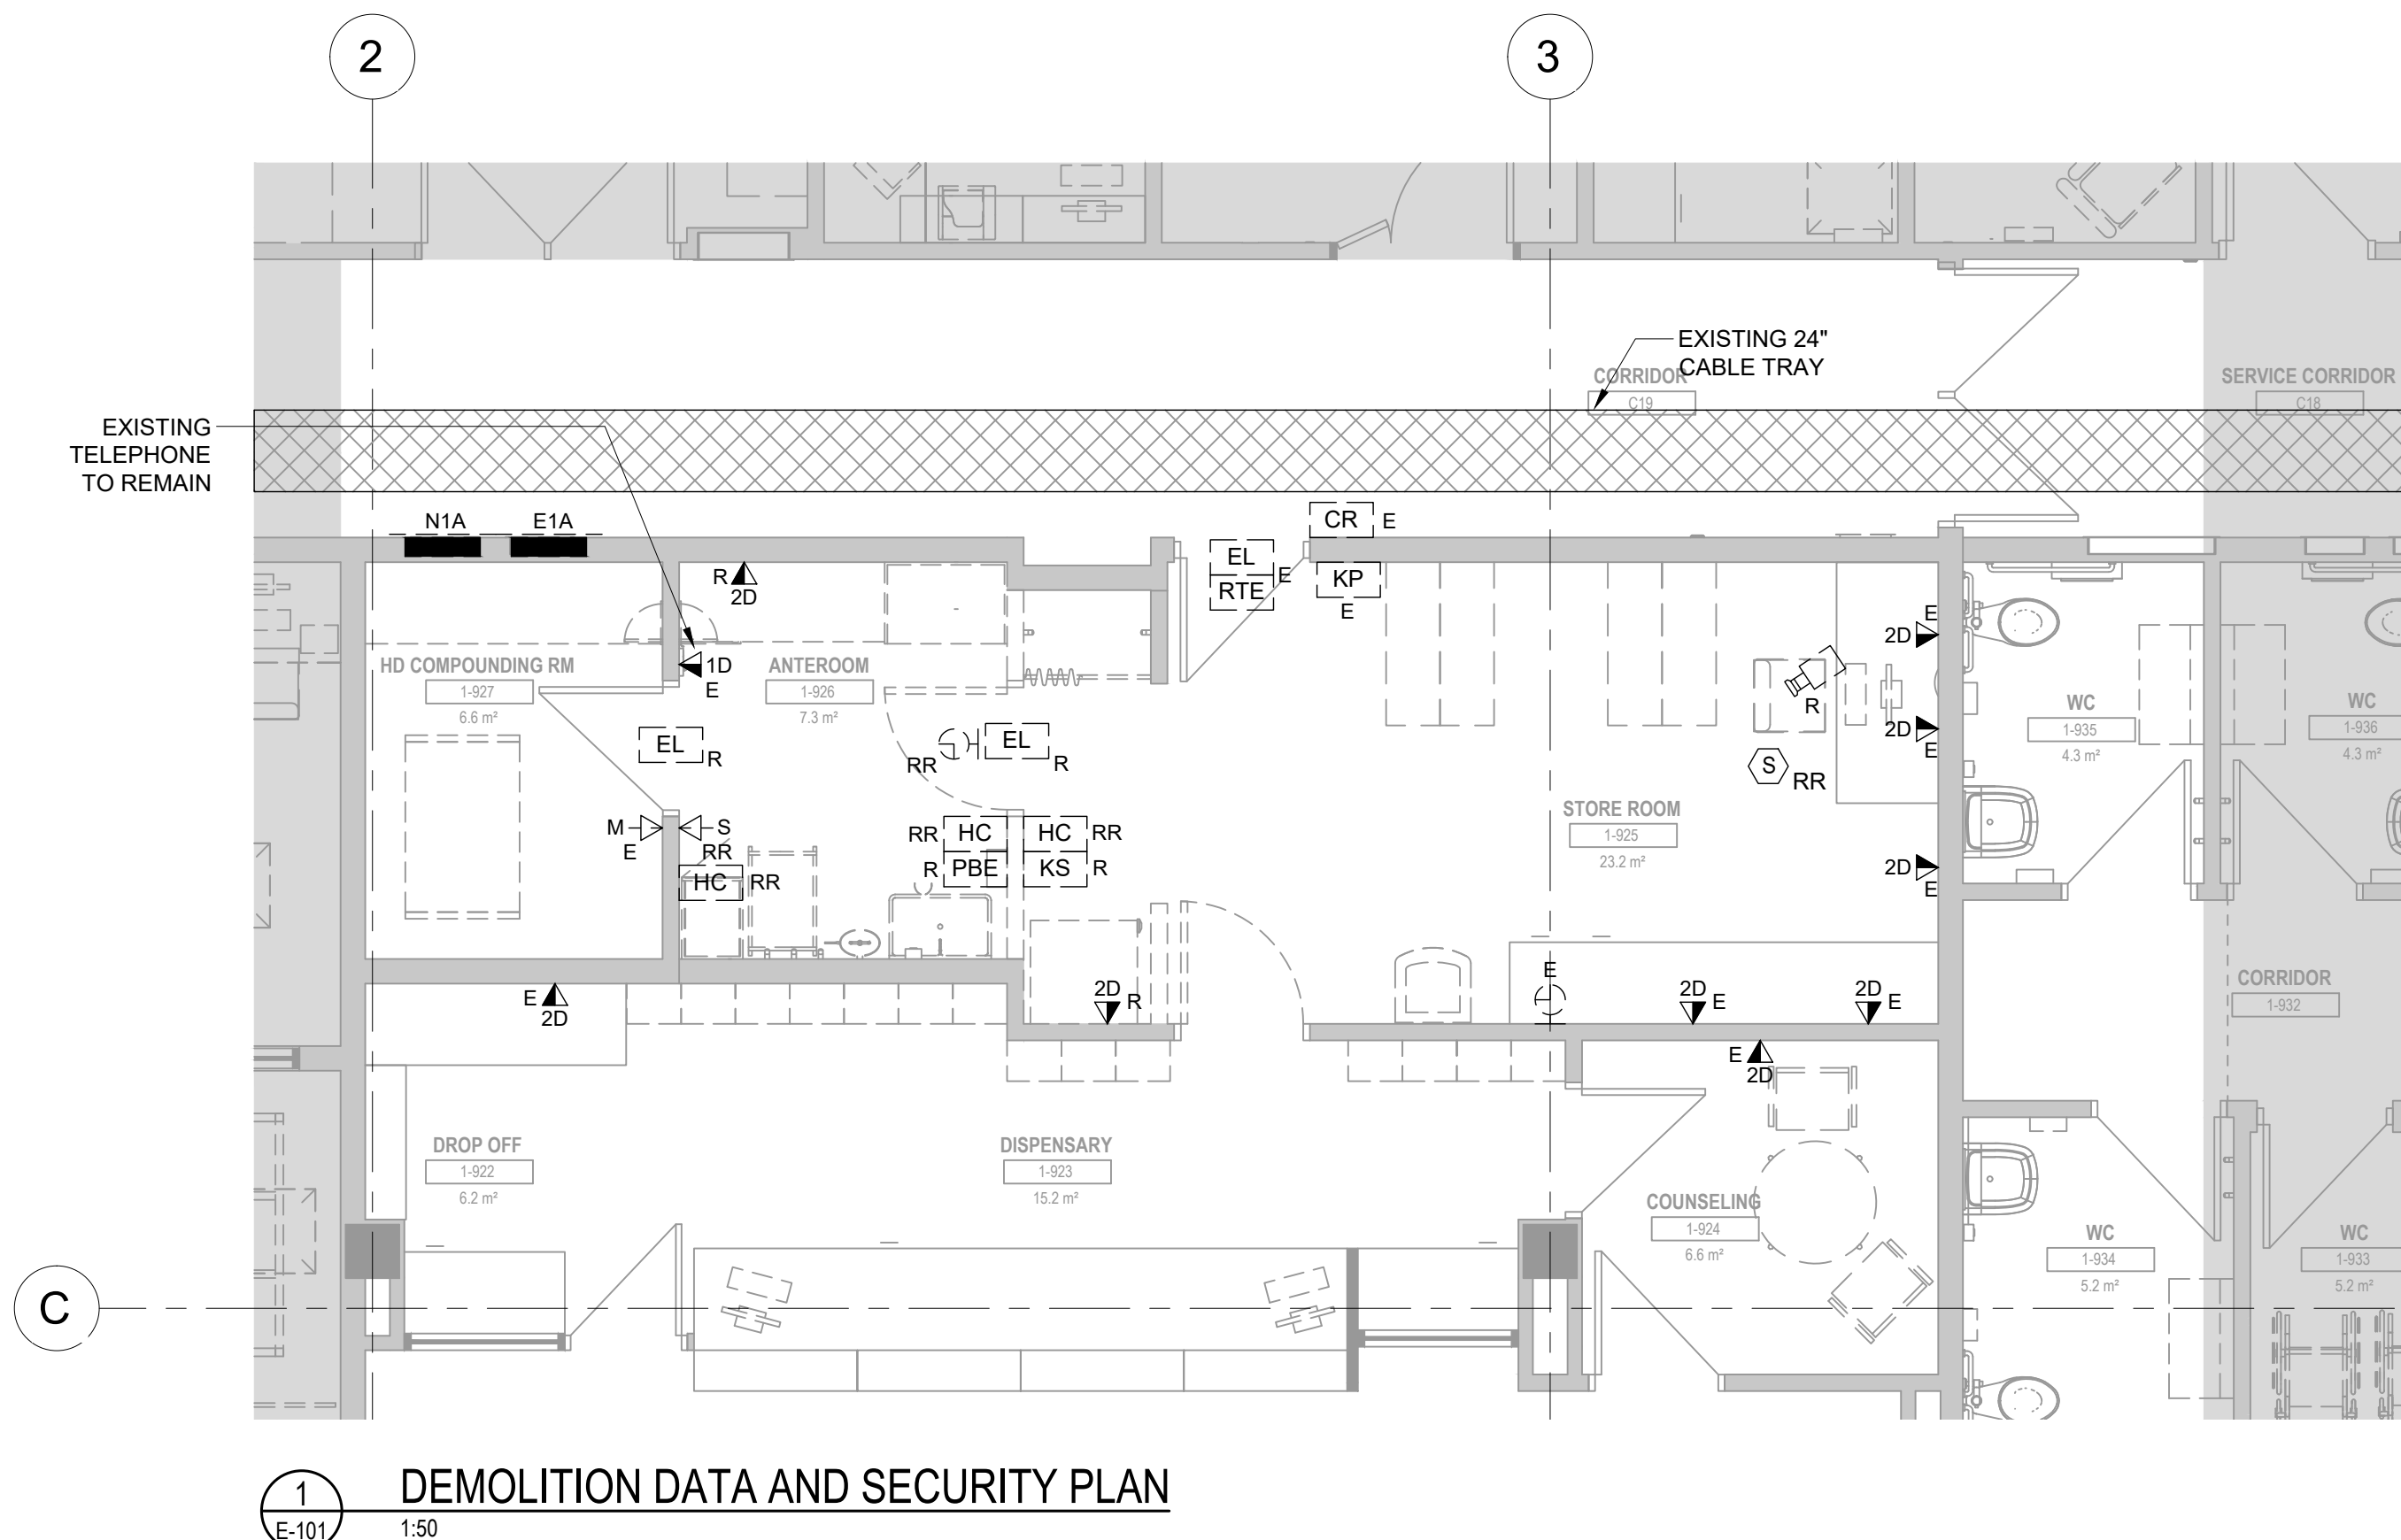 2
3
EXISTING 24"
CABLE TRAY
CORRIDOR
C19
SERVICE CORRIDOR
C18
EXISTING
TELEPHONE
TO REMAIN
N1A
E1A
CR
E
EL
E
RTE
KP
E
R
2D
E
2D
HD COMPOUNDING RM
1-927
6.6 m²
1D
E
ANTEROOM
1-926
7.3 m²
R
2D
E
WC
1-935
4.3 m²
WC
1-936
4.3 m²
EL
R
RR
EL
R
S
RR
STORE ROOM
1-925
23.2 m²
M
E
S
RR
HC
RR
RR
HC
R
PBE
HC
RR
KS
R
2D
E
E
2D
2D
R
E
2D
E
2D
E
E
2D
CORRIDOR
1-932
DROP OFF
1-922
6.2 m²
DISPENSARY
1-923
15.2 m²
COUNSELING
1-924
6.6 m²
WC
1-934
5.2 m²
WC
1-933
5.2 m²
C
1
E-101
DEMOLITION DATA AND SECURITY PLAN
1:50